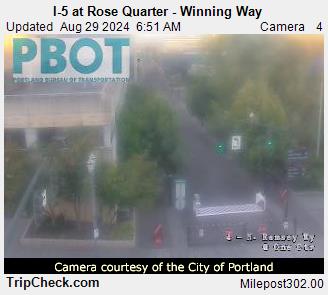 I-5 at Rose Quarter - Winning Way
Updated Aug 29 2024 6:51 AM Camera 4
PBOT
PORTLAND BUREAU OF TRANSPORTATION
Camera courtesy of the City of Portland
TripCheck.com Milepost302.00